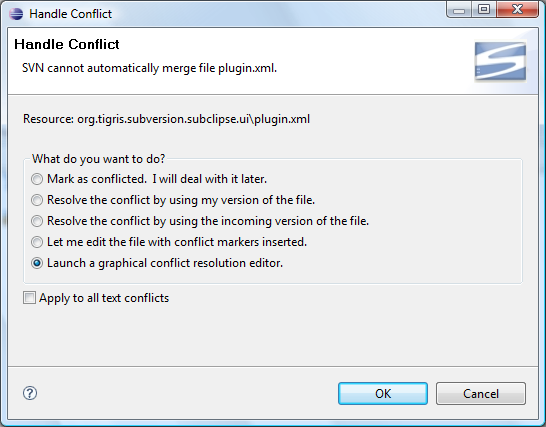 Handle Conflict
Handle Conflict
SVN cannot automatically merge file plugin.xml.
Resource: org.tigris.subversion.subclipse.ui\plugin.xml
What do you want to do?
Mark as conflicted.  I will deal with it later.
Resolve the conflict by using my version of the file.
Resolve the conflict by using the incoming version of the file.
Let me edit the file with conflict markers inserted.
Launch a graphical conflict resolution editor.
Apply to all text conflicts
?
OK
Cancel